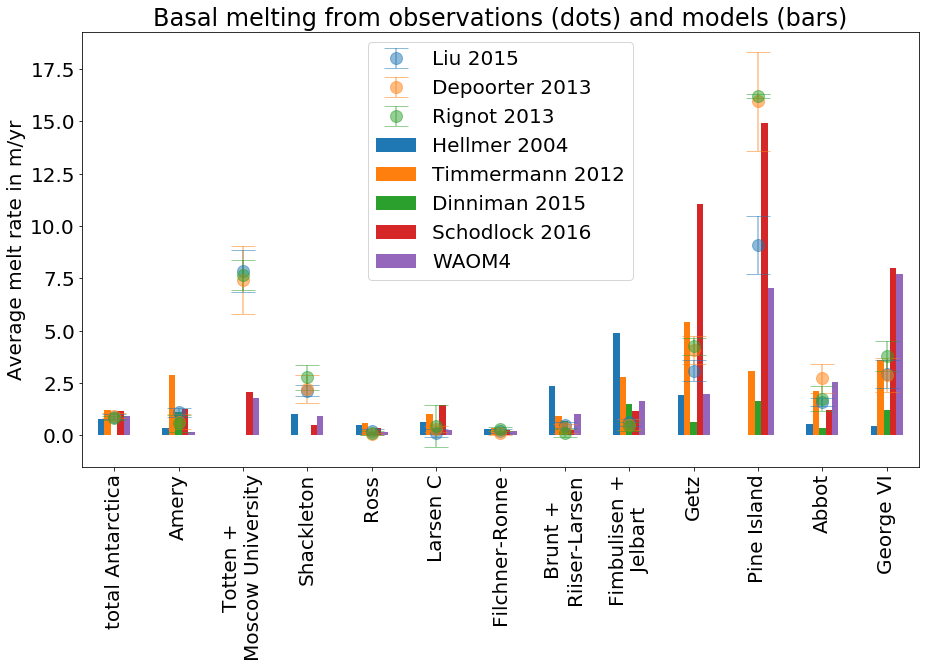 Basal melting from observations (dots) and models (bars)
Average melt rate in m/yr
17.5
15.0
12.5
10.0
7.5
5.0
2.5
0.0
Liu 2015
Depoorter 2013
Rignot 2013
Hellmer 2004
Timmermann 2012
Dinniman 2015
Schodlock 2016
WAOM4
total Antarctica
Amery
Totten +
Moscow University
Shackleton
Ross
Larsen C
Filchner-Ronne
Brunt +
Riiser-Larsen
Fimbulisen +
Jelbart
Getz
Pine Island
Abbot
George VI